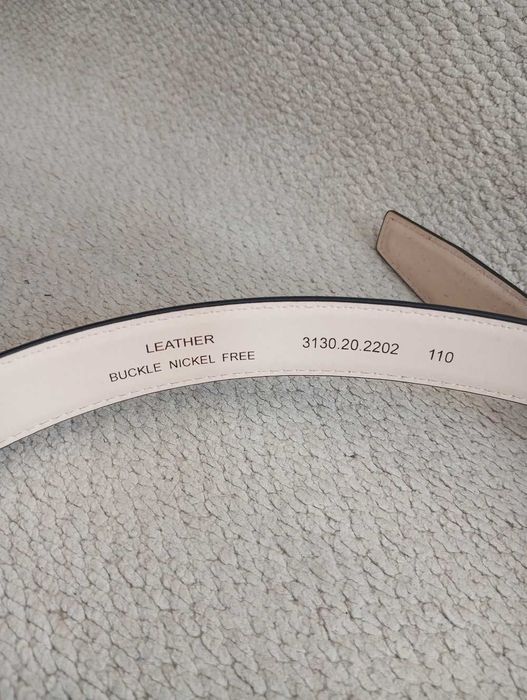 LEATHER
BUCKLE NICKEL FREE
3130.20.2202 110